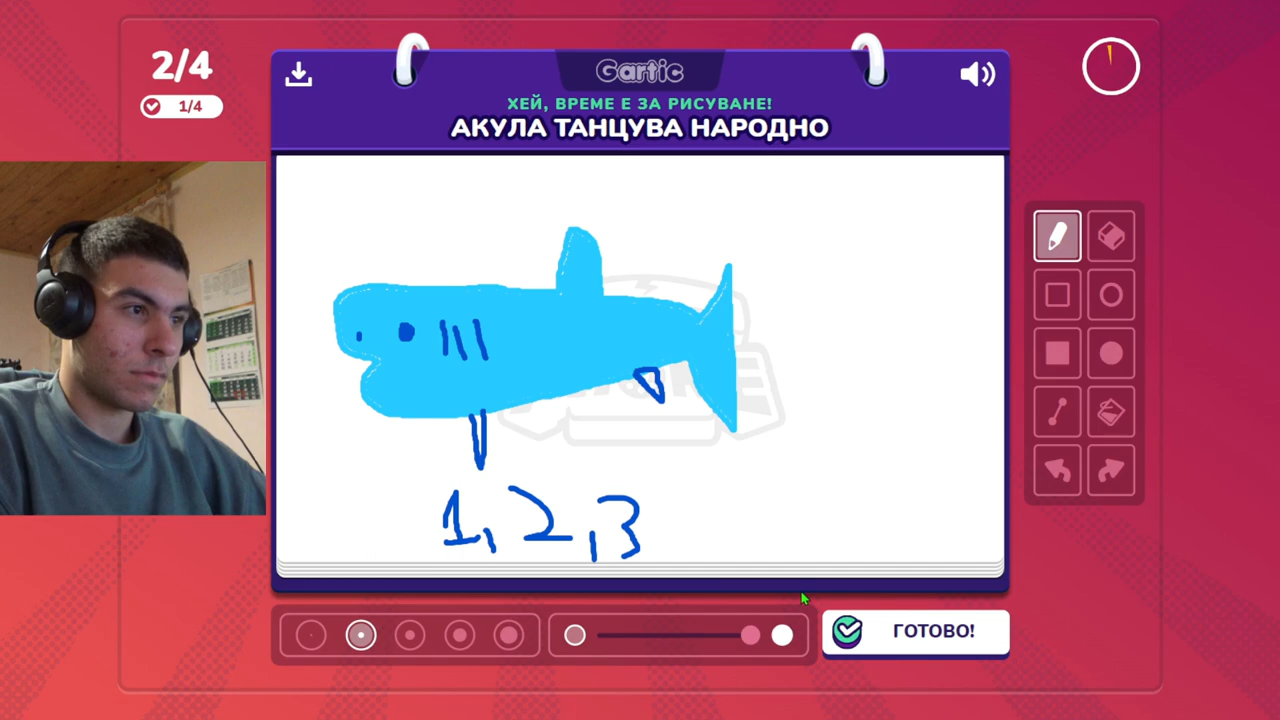 2/4
1/4
Gartic
ХЕЙ, ВРЕМЕ Е ЗА РИСУВАНЕ!
АКУЛА ТАНЦУВА НАРОДНО
1, 2, 3
ГОТОВО!